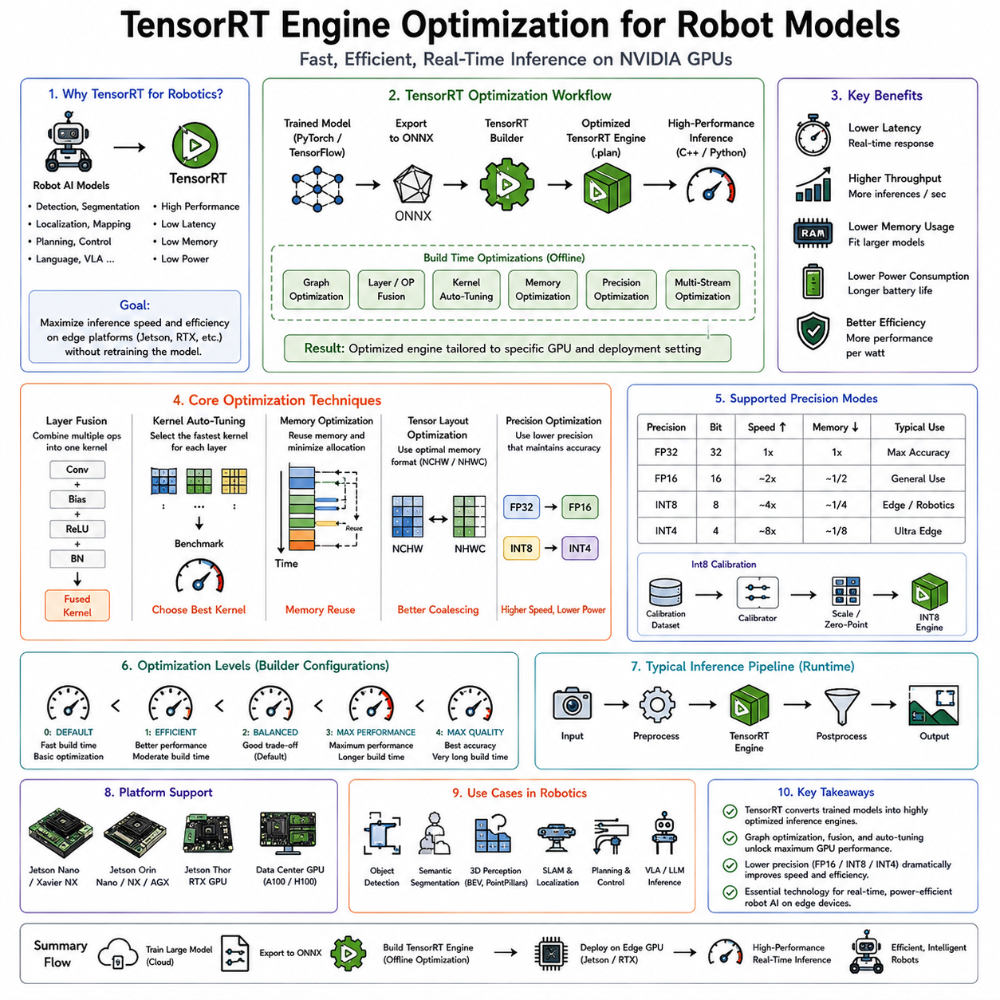 TensorRT Engine Optimization for Robot Models
Fast, Efficient, Real-Time Inference on NVIDIA GPUs
1. Why TensorRT for Robotics?
Robot AI Models
TensorRT
• Detection, Segmentation
• Localization, Mapping
• Planning, Control
• Language, VLA ...
• High Performance
• Low Latency
• Low Memory
• Low Power
Goal:
Maximize inference speed and efficiency
on edge platforms (Jetson, RTX, etc.)
without retraining the model.
2. TensorRT Optimization Workflow
Trained Model
(PyTorch /
TensorFlow)
Export
to ONNX
ONNX
TensorRT
Builder
Optimized
TensorRT Engine
(.plan)
High-Performance
Inference
(C++ / Python)
Build Time Optimizations (Offline)
Graph
Optimization
Layer / OP
Fusion
Kernel
Auto-Tuning
Memory
Optimization
Precision
Optimization
Multi-Stream
Optimization
Result: Optimized engine tailored to specific GPU and deployment setting
3. Key Benefits
Lower Latency
Real-time response
Higher Throughput
More inferences / sec
RAM
Lower Memory Usage
Fit larger models
Lower Power Consumption
Longer battery life
Better Efficiency
More performance
per watt
4. Core Optimization Techniques
Layer Fusion
Combine multiple ops
into one kernel
Conv
+
Bias
+
ReLU
+
BN
Fused
Kernel
Kernel Auto-Tuning
Select the fastest kernel
for each layer
: ... :
Benchmark
Choose Best Kernel
Memory Optimization
Reuse memory and
minimize allocation
Reuse
Time
Memory Reuse
Tensor Layout
Optimization
Use optimal memory
format (NCHW / NHWC)
NCHW
NHWC
Better Coalescing
Precision Optimization
Use lower precision
that maintains accuracy
FP32
FP16
INT8
INT4
Higher Speed, Lower Power
5. Supported Precision Modes
Precision Bit Speed ↑ Memory ↓ Typical Use
FP32 32 1x 1x Max Accuracy
FP16 16 ~2x ~1/2 General Use
INT8 8 ~4x ~1/4 Edge / Robotics
INT4 4 ~8x ~1/8 Ultra Edge
Int8 Calibration
Calibration
Dataset
Calibrator
Scale /
Zero-Point
INT8
Engine
6. Optimization Levels (Builder Configurations)
< < < <
0: DEFAULT
Fast build time
Basic optimization
1: EFFICIENT
Better performance
Moderate build time
2: BALANCED
Good trade-off
(Default)
3: MAX PERFORMANCE
Maximum performance
Longer build time
4: MAX QUALITY
Best accuracy
Very long build time
7. Typical Inference Pipeline (Runtime)
Input
Preprocess
TensorRT
Engine
Postprocess
Output
8. Platform Support
Jetson Nano
/ Xavier NX
Jetson Orin
Nano / NX / AGX
Jetson Thor
RTX GPU
Data Center GPU
(A100 / H100)
9. Use Cases in Robotics
Object
Detection
Semantic
Segmentation
3D Perception
(BEV, PointPillars)
SLAM &
Localization
Planning &
Control
VLA / LLM
Inference
10. Key Takeaways
TensorRT converts trained models into highly
optimized inference engines.
Graph optimization, fusion, and auto-tuning
unlock maximum GPU performance.
Lower precision (FP16 / INT8 / INT4) dramatically
improves speed and efficiency.
Essential technology for real-time, power-efficient
robot AI on edge devices.
Summary
Flow
Train Large Model
(Cloud)
Export to ONNX
Build TensorRT Engine
(Offline Optimization)
Deploy on Edge GPU
(Jetson / RTX)
High-Performance
Real-Time Inference
Efficient, Intelligent
Robots